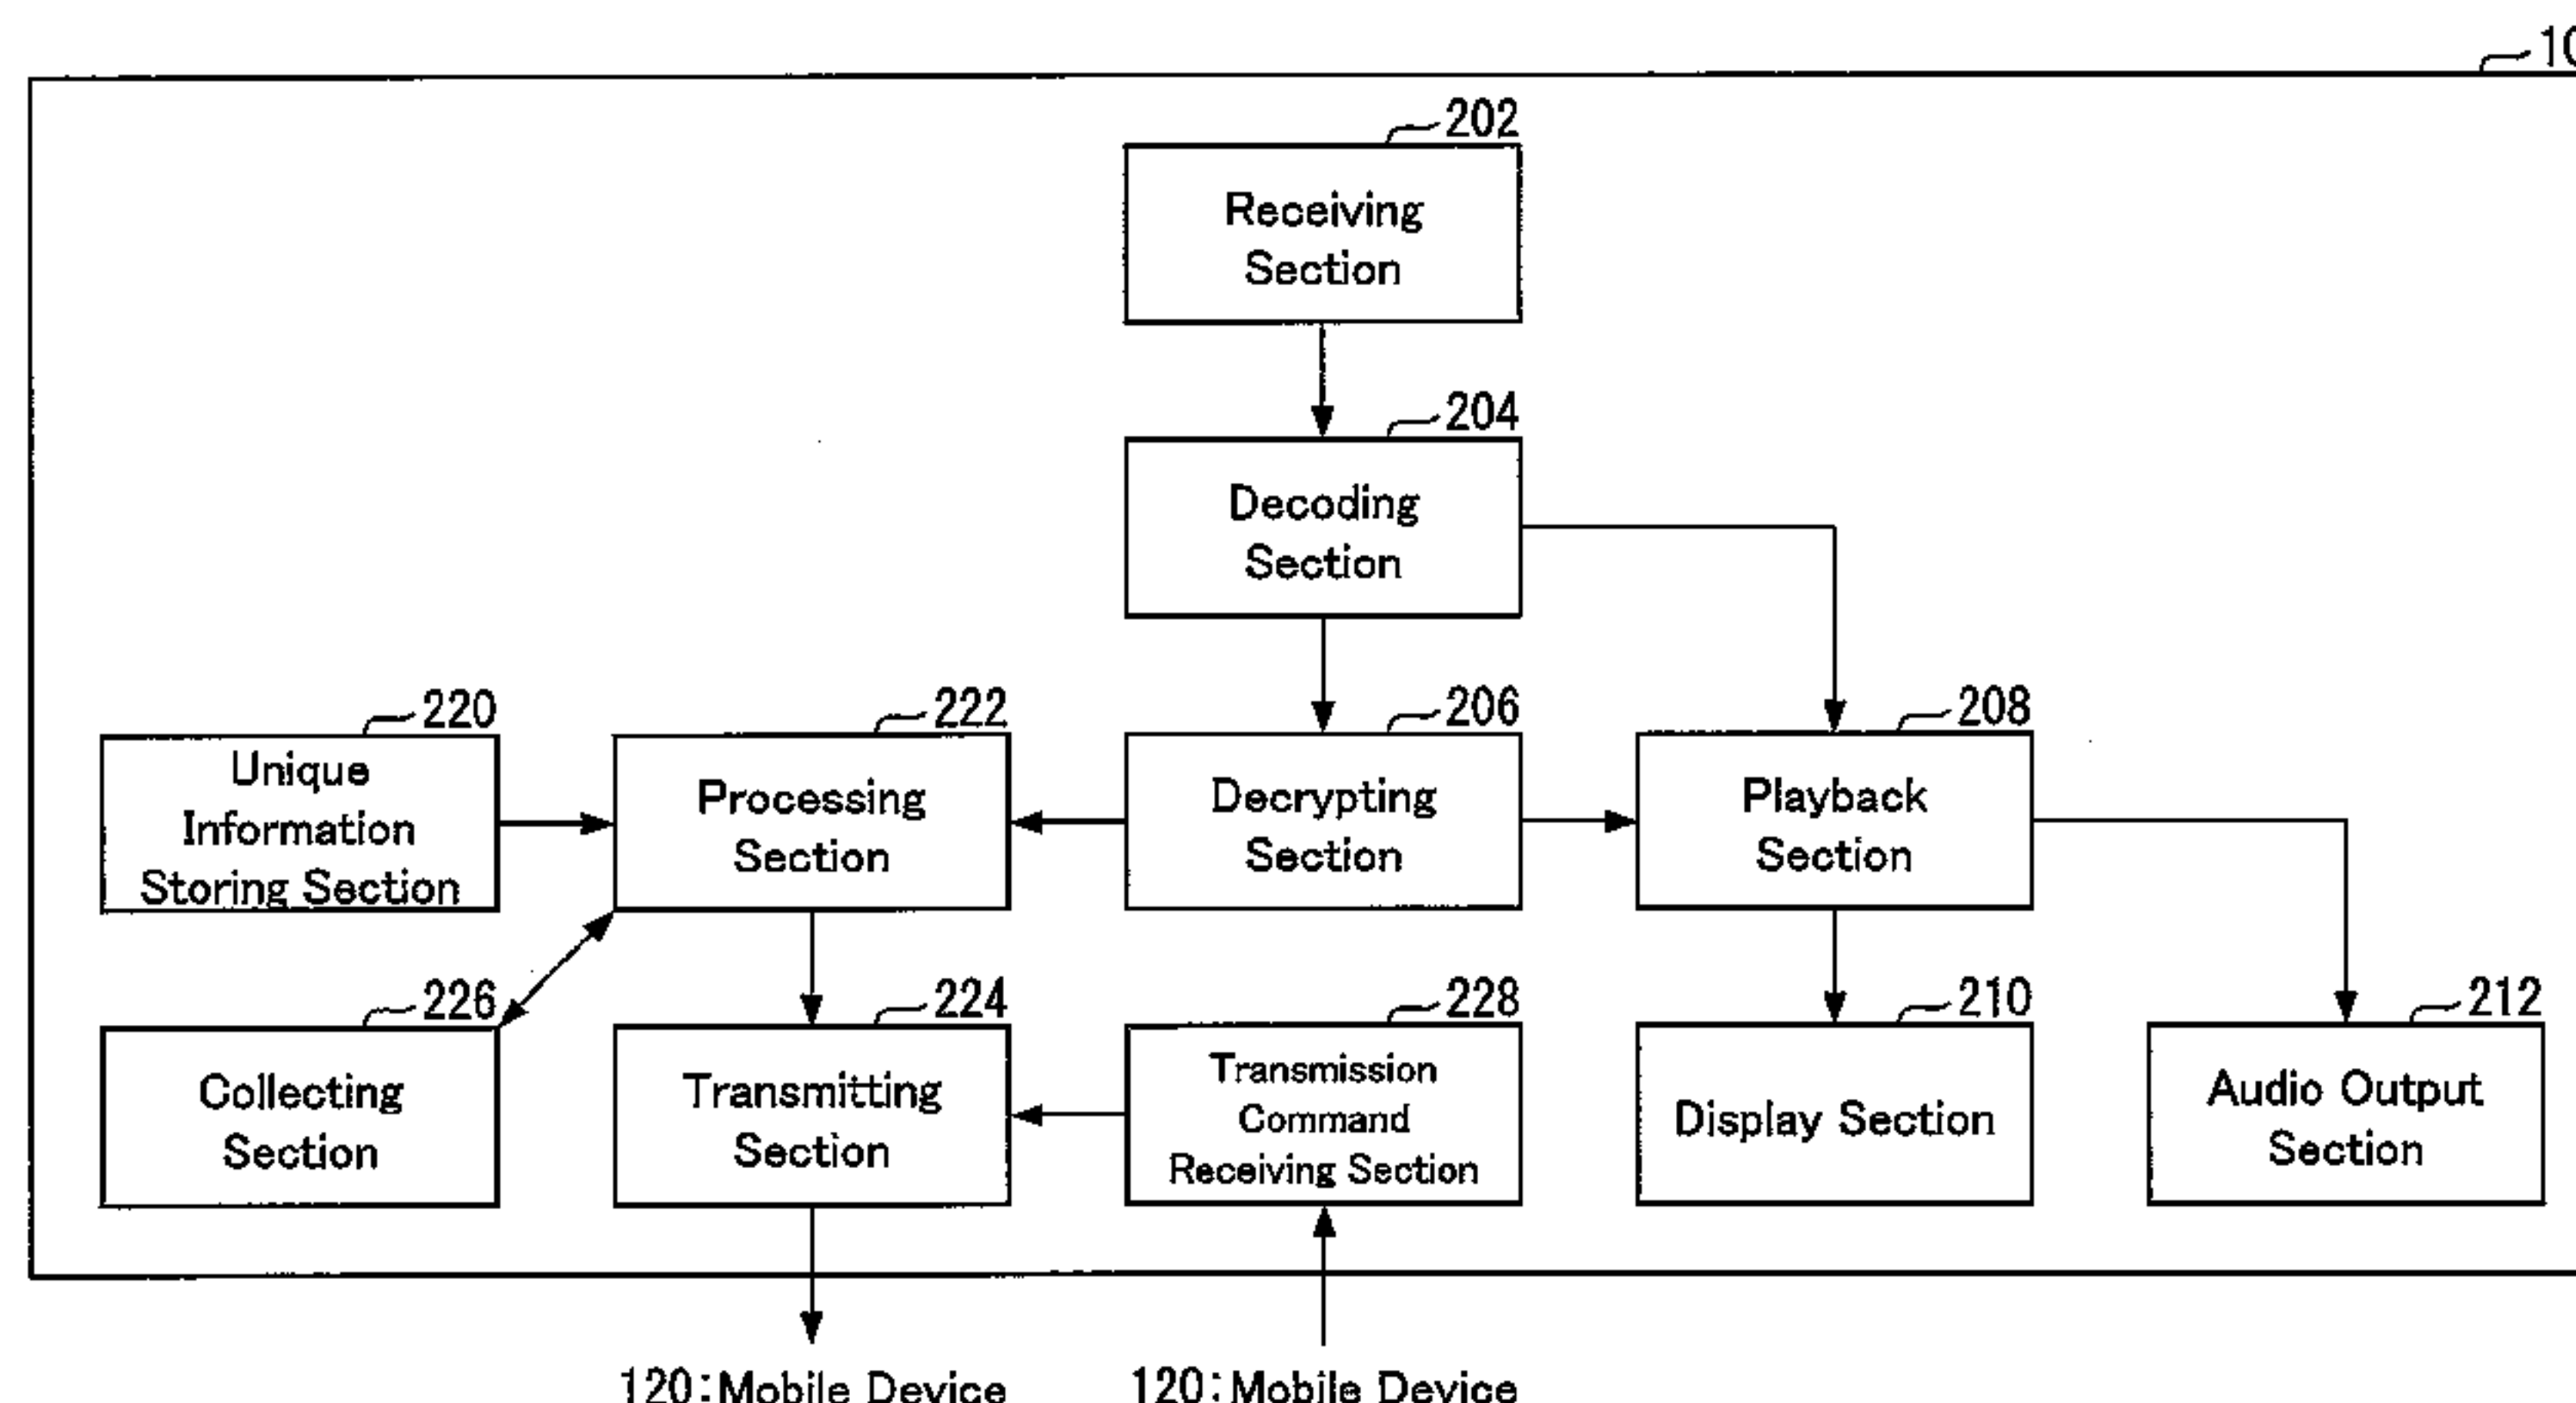 10
202
Receiving
Section
204
Decoding
Section
220
Unique
Information
Storing Section
222
Processing
Section
206
Decrypting
Section
208
Playback
Section
226
Collecting
Section
224
Transmitting
Section
228
Transmission
Command
Receiving Section
210
Display Section
212
Audio Output
Section
120:Mobile Device
120:Mobile Device